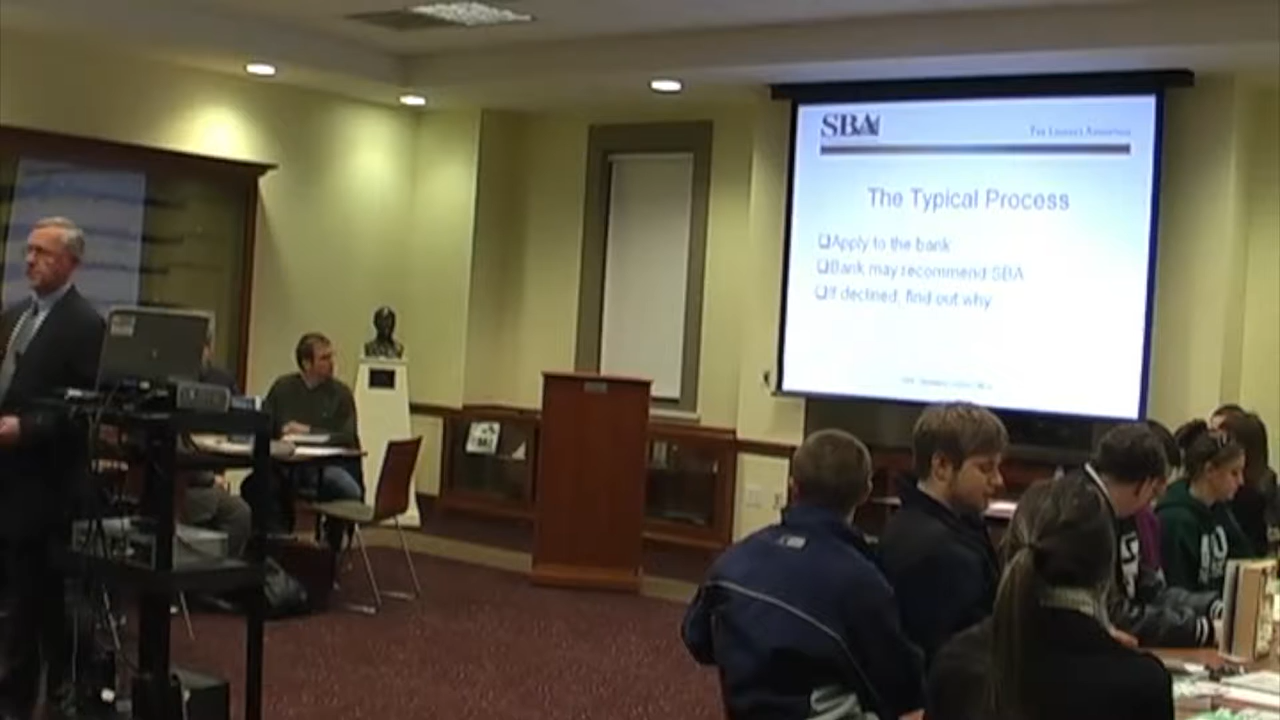 SBA
The Typical Process
Apply to the bank
Bank may recommend SBA
If declined, find out why